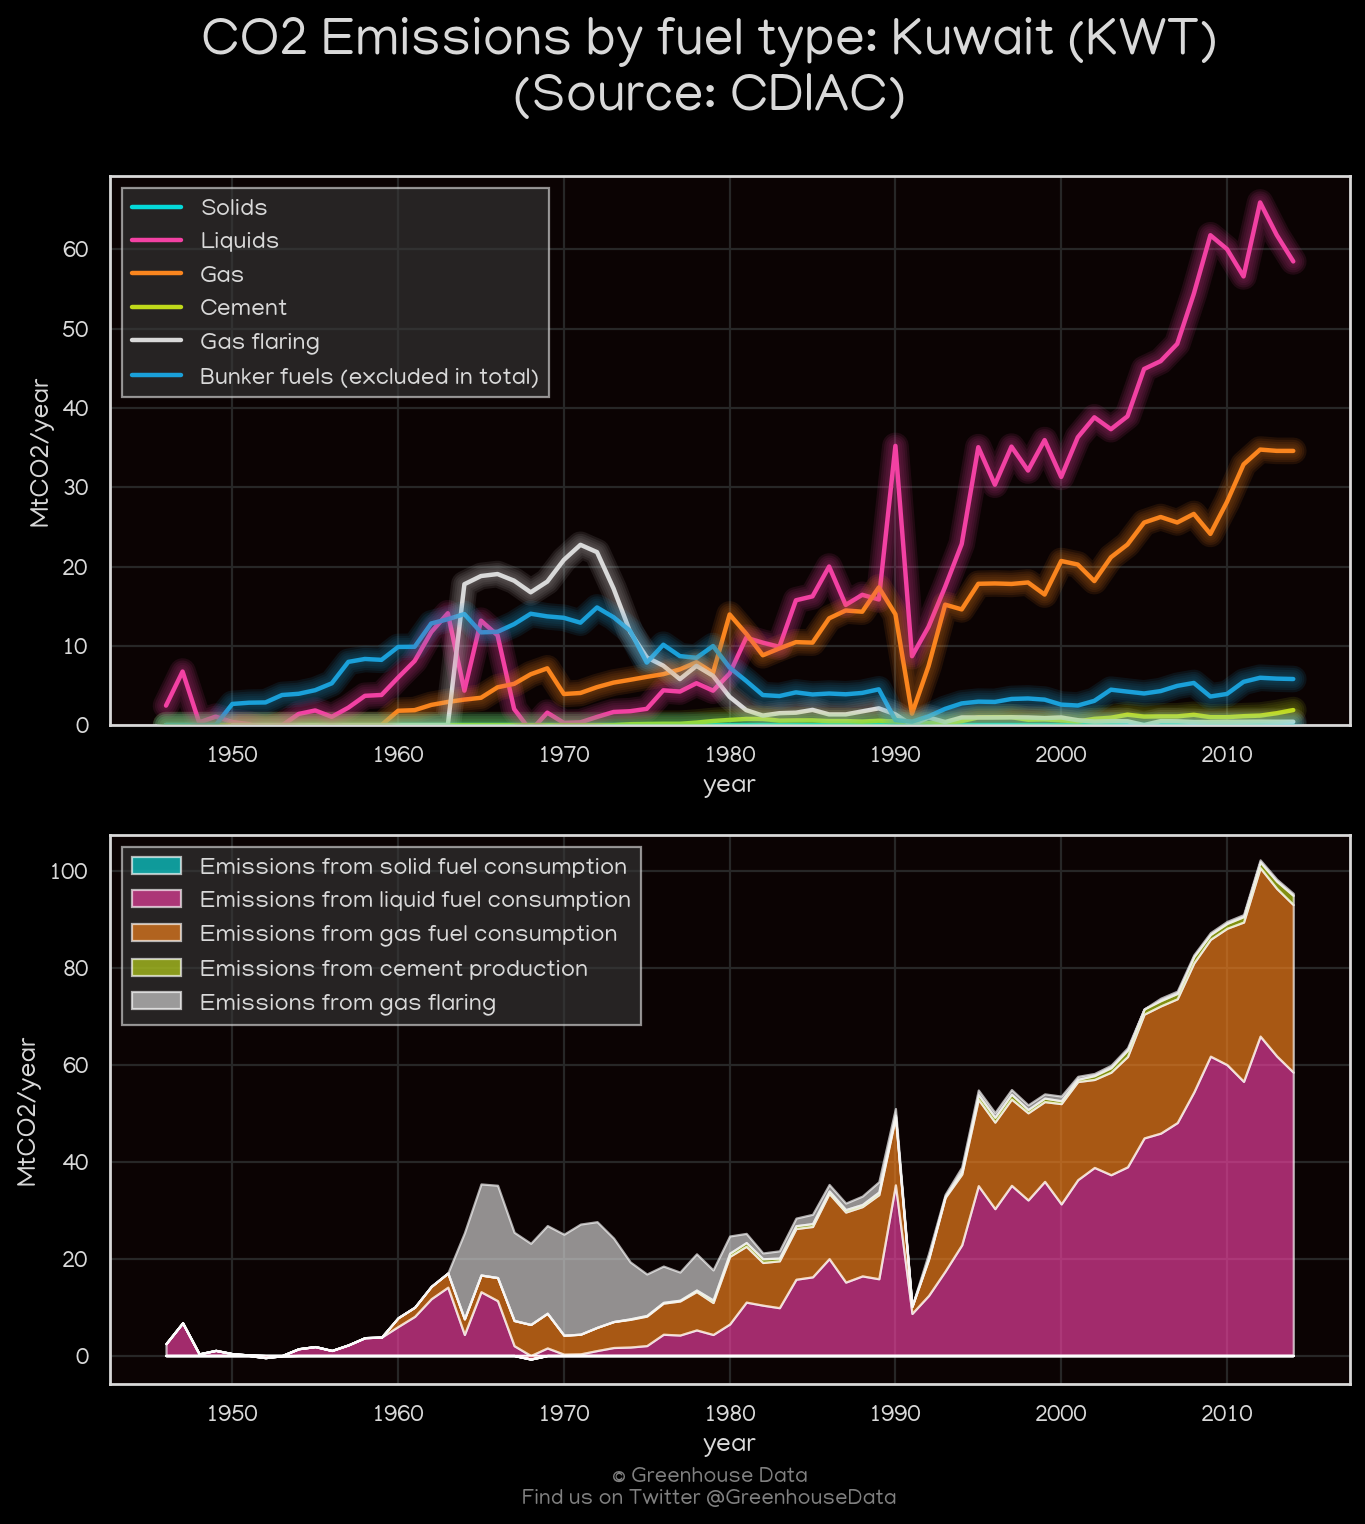 CO2 Emissions by fuel type: Kuwait (KWT)
(Source: CDIAC)
Solids
Liquids
Gas
Cement
Gas flaring
Bunker fuels (excluded in total)
MtCO2/year
60
50
40
30
20
10
0
1950 1960 1970 1980 1990 2000 2010
year
Emissions from solid fuel consumption
Emissions from liquid fuel consumption
Emissions from gas fuel consumption
Emissions from cement production
Emissions from gas flaring
MtCO2/year
100
80
60
40
20
0
1950 1960 1970 1980 1990 2000 2010
year
© Greenhouse Data
Find us on Twitter @GreenhouseData